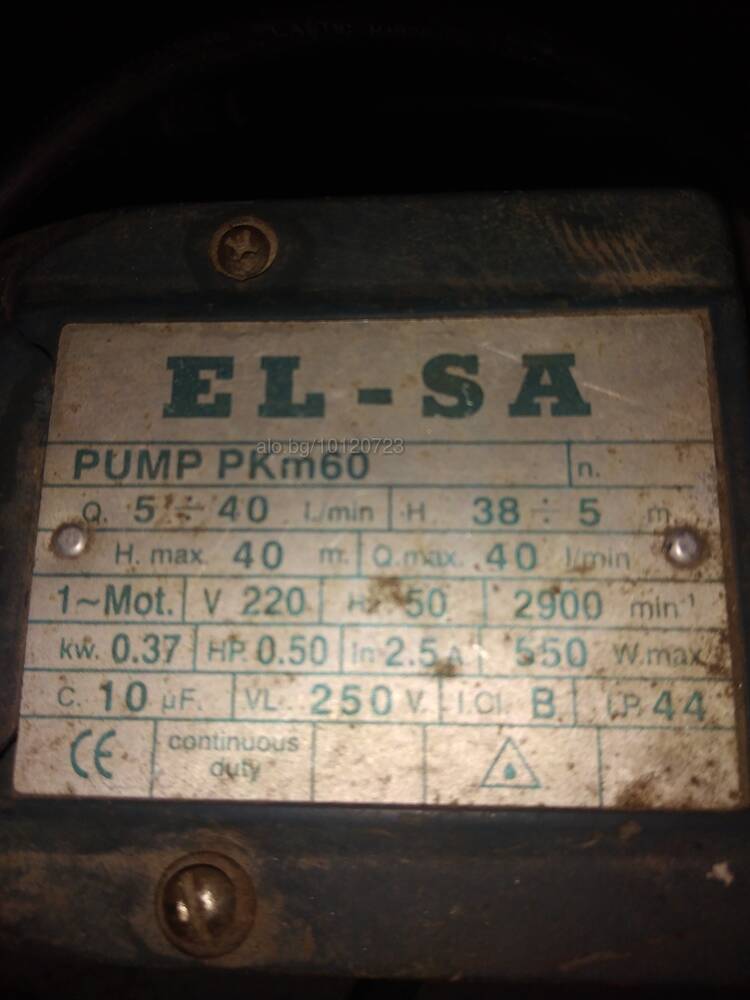 EL-SA
alo.bg/10120723
PUMP PKm60 n.
Q. 5 ÷ 40 l/min H 38 ÷ 5 m
H. max 40 m. Q.max. 40 l/min
1~Mot. V 220 Hz 50 2900 min⁻¹
kw. 0.37 HP. 0.50 In 2.5 A 550 W.max
C. 10 µF. VL. 250 V. I.Cl. B I.P. 44
CE continuous
duty